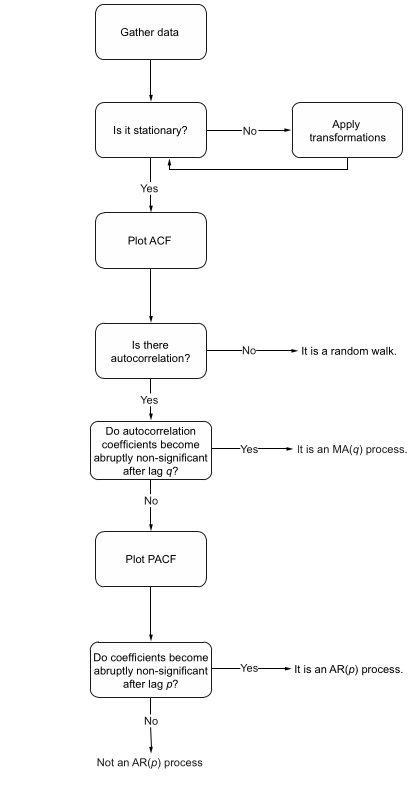 Gather data
Is it stationary?
No
Apply
transformations
Yes
Plot ACF
Is there
autocorrelation?
No
It is a random walk.
Yes
Do autocorrelation
coefficients become
abruptly non-significant
after lag q?
Yes
It is an MA(q) process.
No
Plot PACF
Do coefficients become
abruptly non-significant
after lag p?
Yes
It is an AR(p) process.
No
Not an AR(p) process